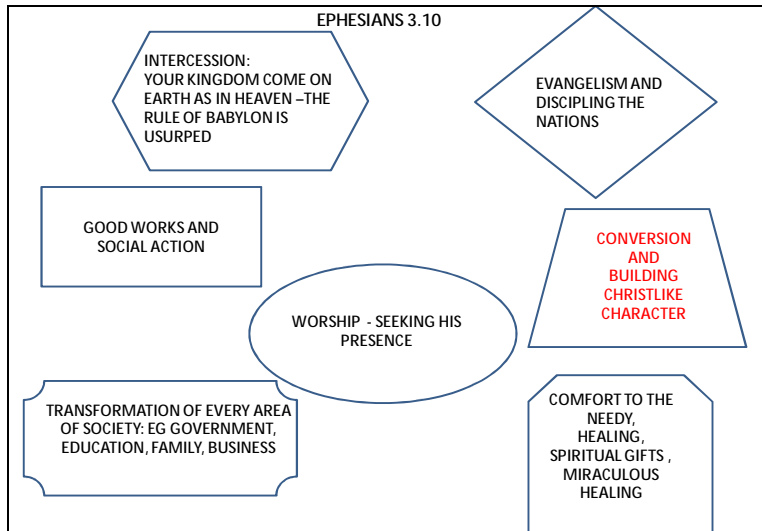 EPHESIANS 3.10
INTERCESSION:
YOUR KINGDOM COME ON
EARTH AS IN HEAVEN –THE
RULE OF BABYLON IS
USURPED
EVANGELISM AND
DISCIPLING THE
NATIONS
GOOD WORKS AND
SOCIAL ACTION
CONVERSION
AND
BUILDING
CHRISTLIKE
CHARACTER
WORSHIP - SEEKING HIS
PRESENCE
TRANSFORMATION OF EVERY AREA
OF SOCIETY: EG GOVERNMENT,
EDUCATION, FAMILY, BUSINESS
COMFORT TO THE
NEEDY,
HEALING,
SPIRITUAL GIFTS ,
MIRACULOUS
HEALING